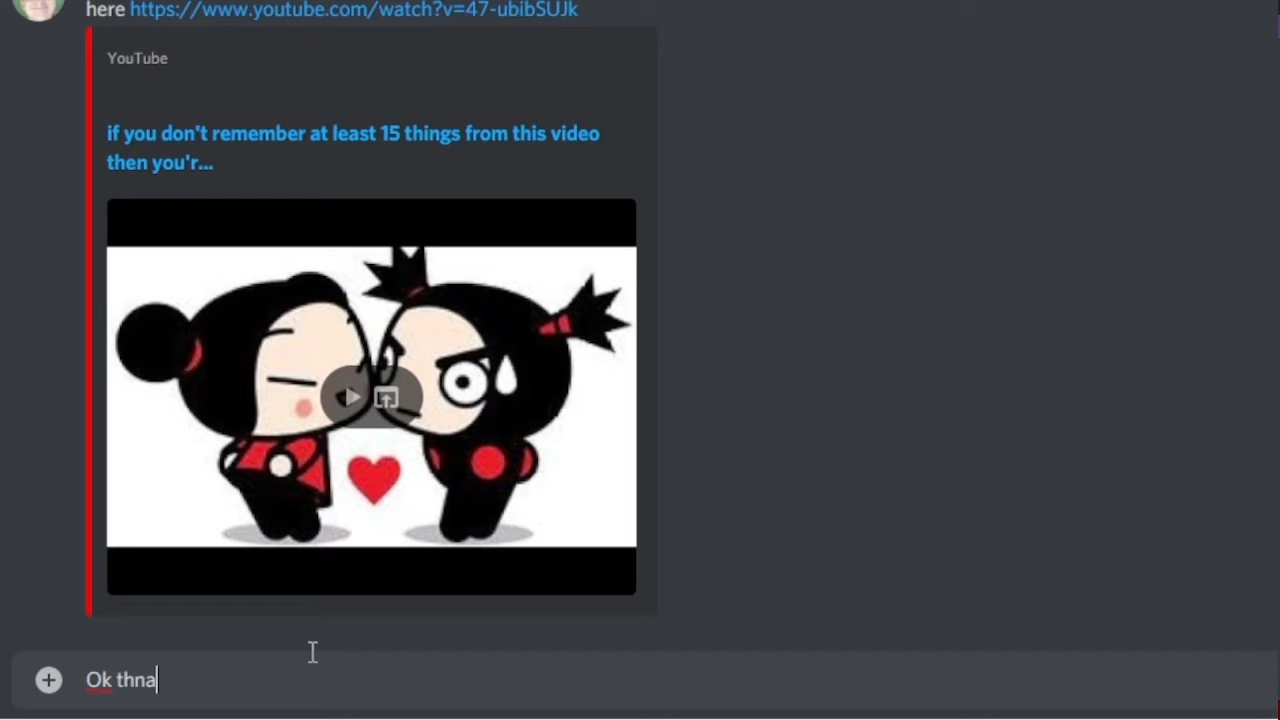 here https://www.youtube.com/watch?v=47-ubibSUJk
YouTube
if you don't remember at least 15 things from this video
then you'r...
Ok thna